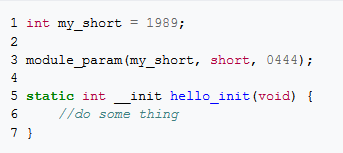 1 int my_short = 1989;
2
3 module_param(my_short, short, 0444);
4
5 static int __init hello_init(void) {
6     //do some thing
7 }